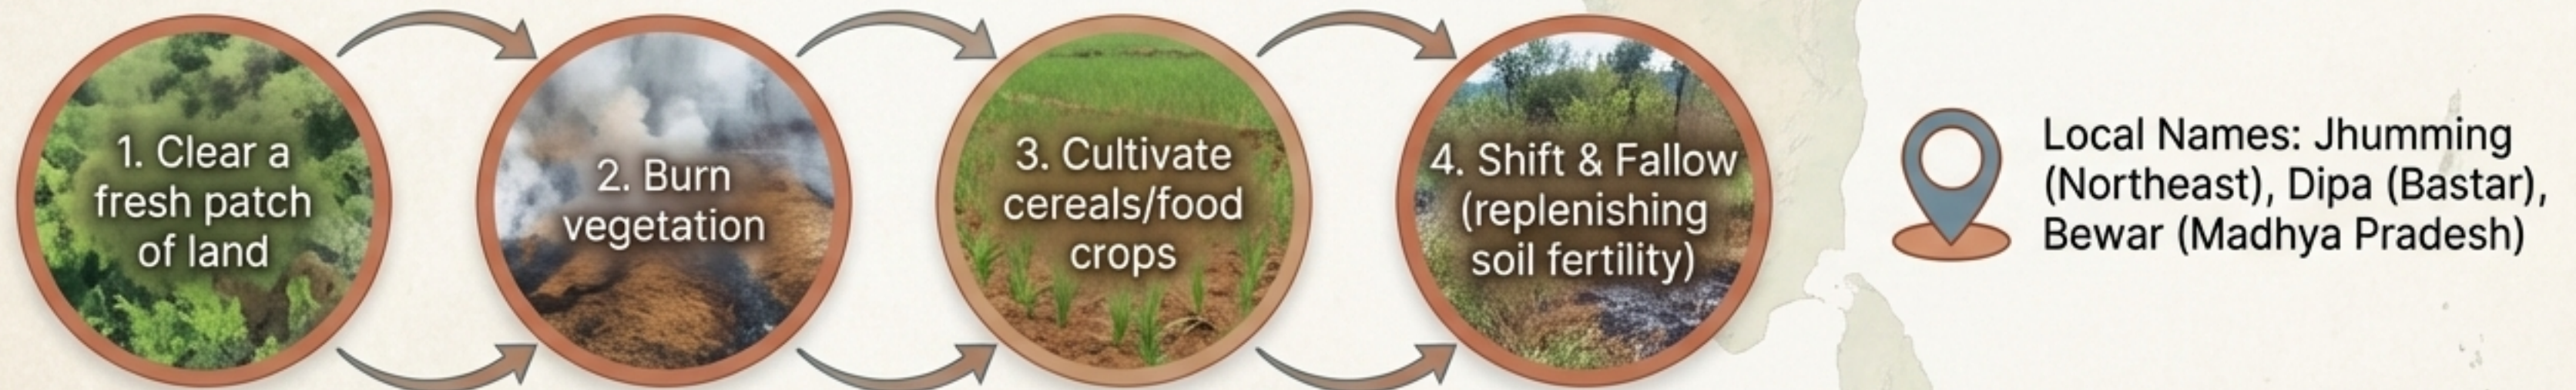 1. Clear a
fresh patch
of land
2. Burn
vegetation
3. Cultivate
cereals/food
crops
4. Shift & Fallow
(replenishing
soil fertility)
Local Names: Jhumming
(Northeast), Dipa (Bastar),
Bewar (Madhya Pradesh)